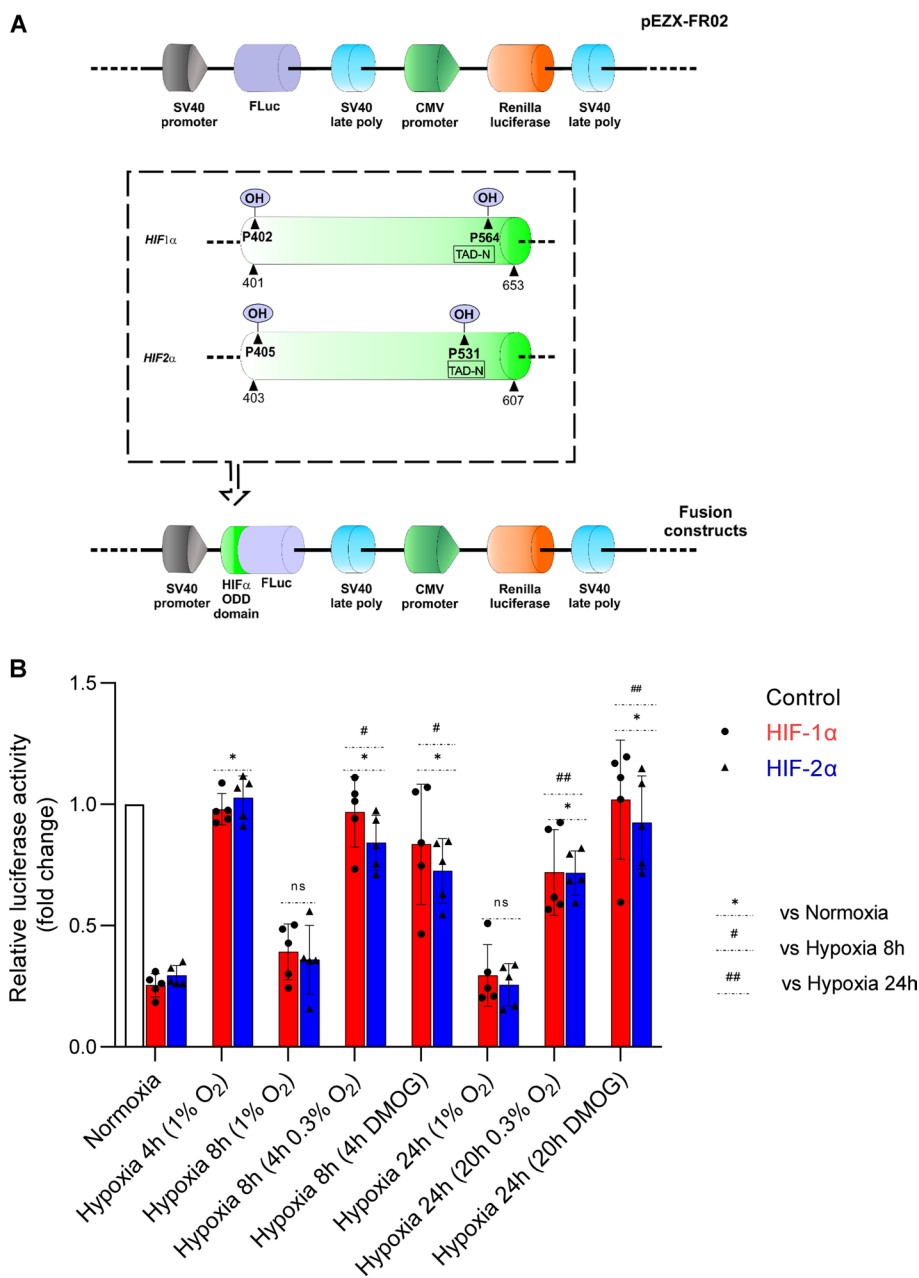 A
pEZX-FR02
SV40
promoter
FLuc
SV40
late poly
CMV
promoter
Renilla
luciferase
SV40
late poly
OH
OH
HIF1α
P402
P564
TAD-N
401
653
OH
OH
HIF2α
P405
P531
TAD-N
403
607
Fusion
constructs
SV40
promoter
HIFα
ODD
domain
FLuc
SV40
late poly
CMV
promoter
Renilla
luciferase
SV40
late poly
B
Relative luciferase activity
(fold change)
1.5
1.0
0.5
0.0
*
ns
#
*
#
*
ns
##
*
##
*
Control
HIF-1α
HIF-2α
*
vs Normoxia
#
vs Hypoxia 8h
##
vs Hypoxia 24h
Normoxia
Hypoxia 4h (1% O2)
Hypoxia 8h (1% O2)
Hypoxia 8h (4h 0.3% O2)
Hypoxia 8h (4h DMOG)
Hypoxia 24h (1% O2)
Hypoxia 24h (20h 0.3% O2)
Hypoxia 24h (20h DMOG)